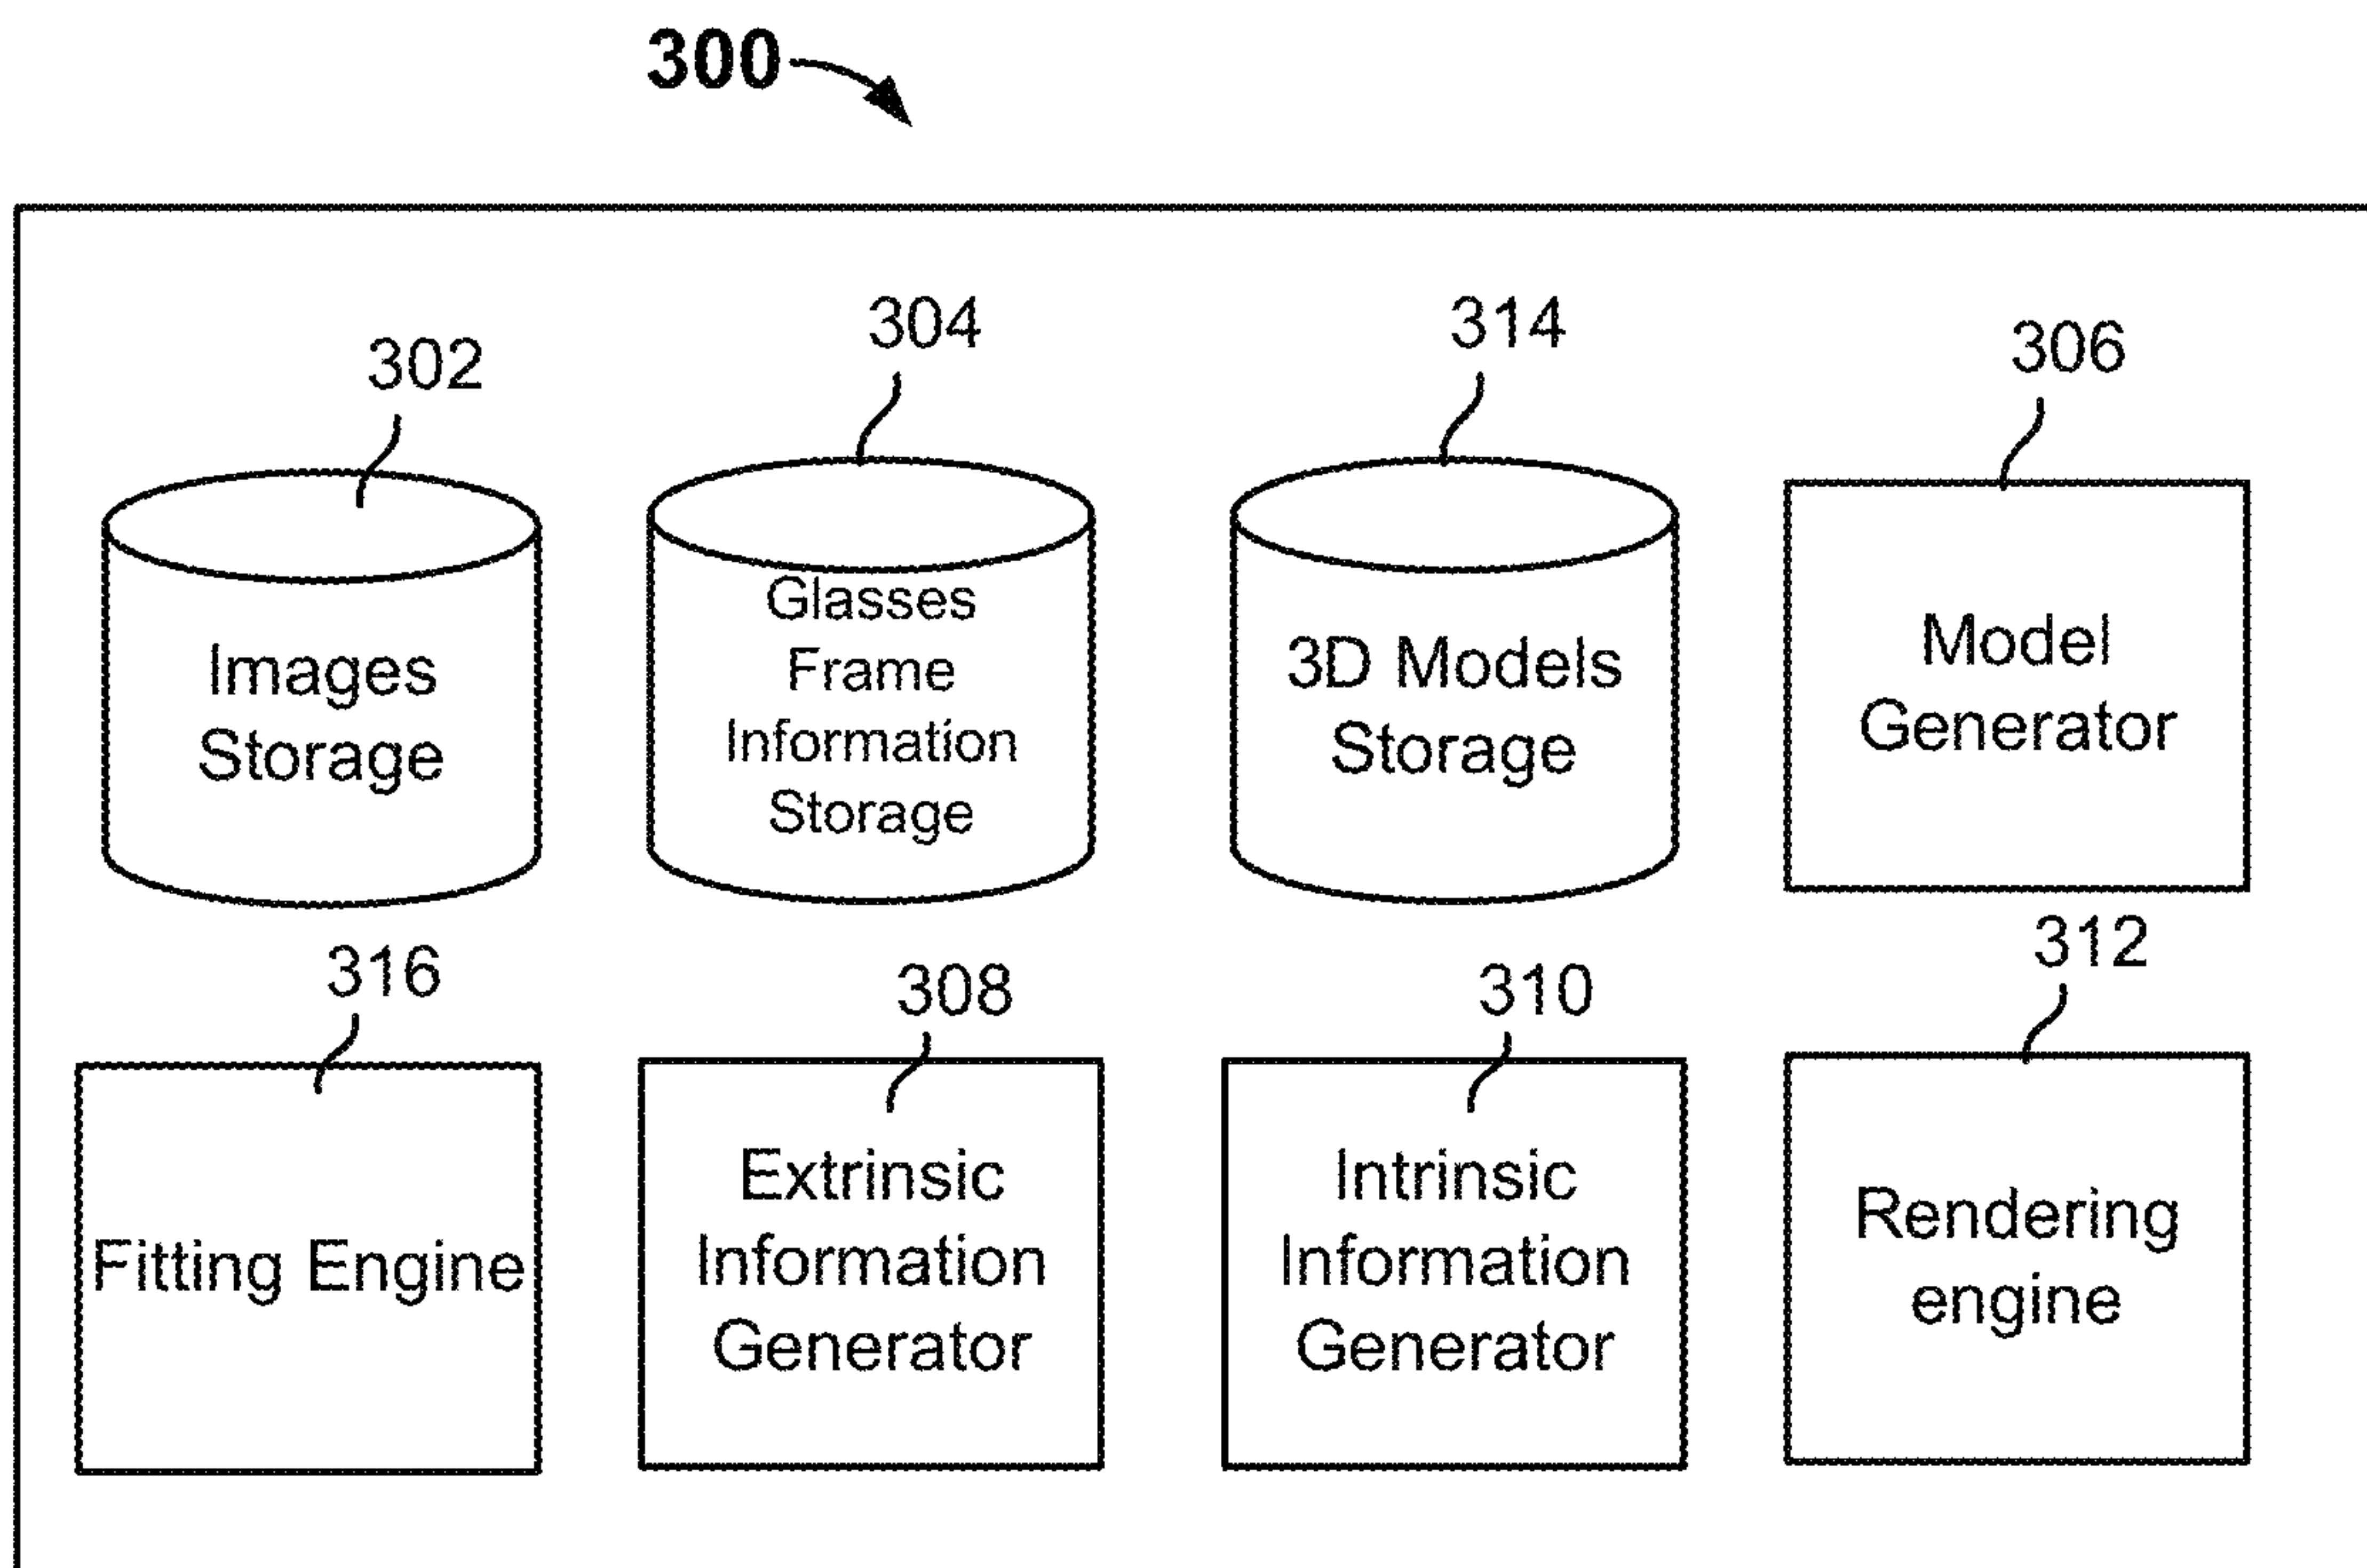 300
302
304
314
306
Images
Storage
Glasses
Frame
Information
Storage
3D Models
Storage
Model
Generator
316
308
310
312
Fitting Engine
Extrinsic
Information
Generator
Intrinsic
Information
Generator
Rendering
engine